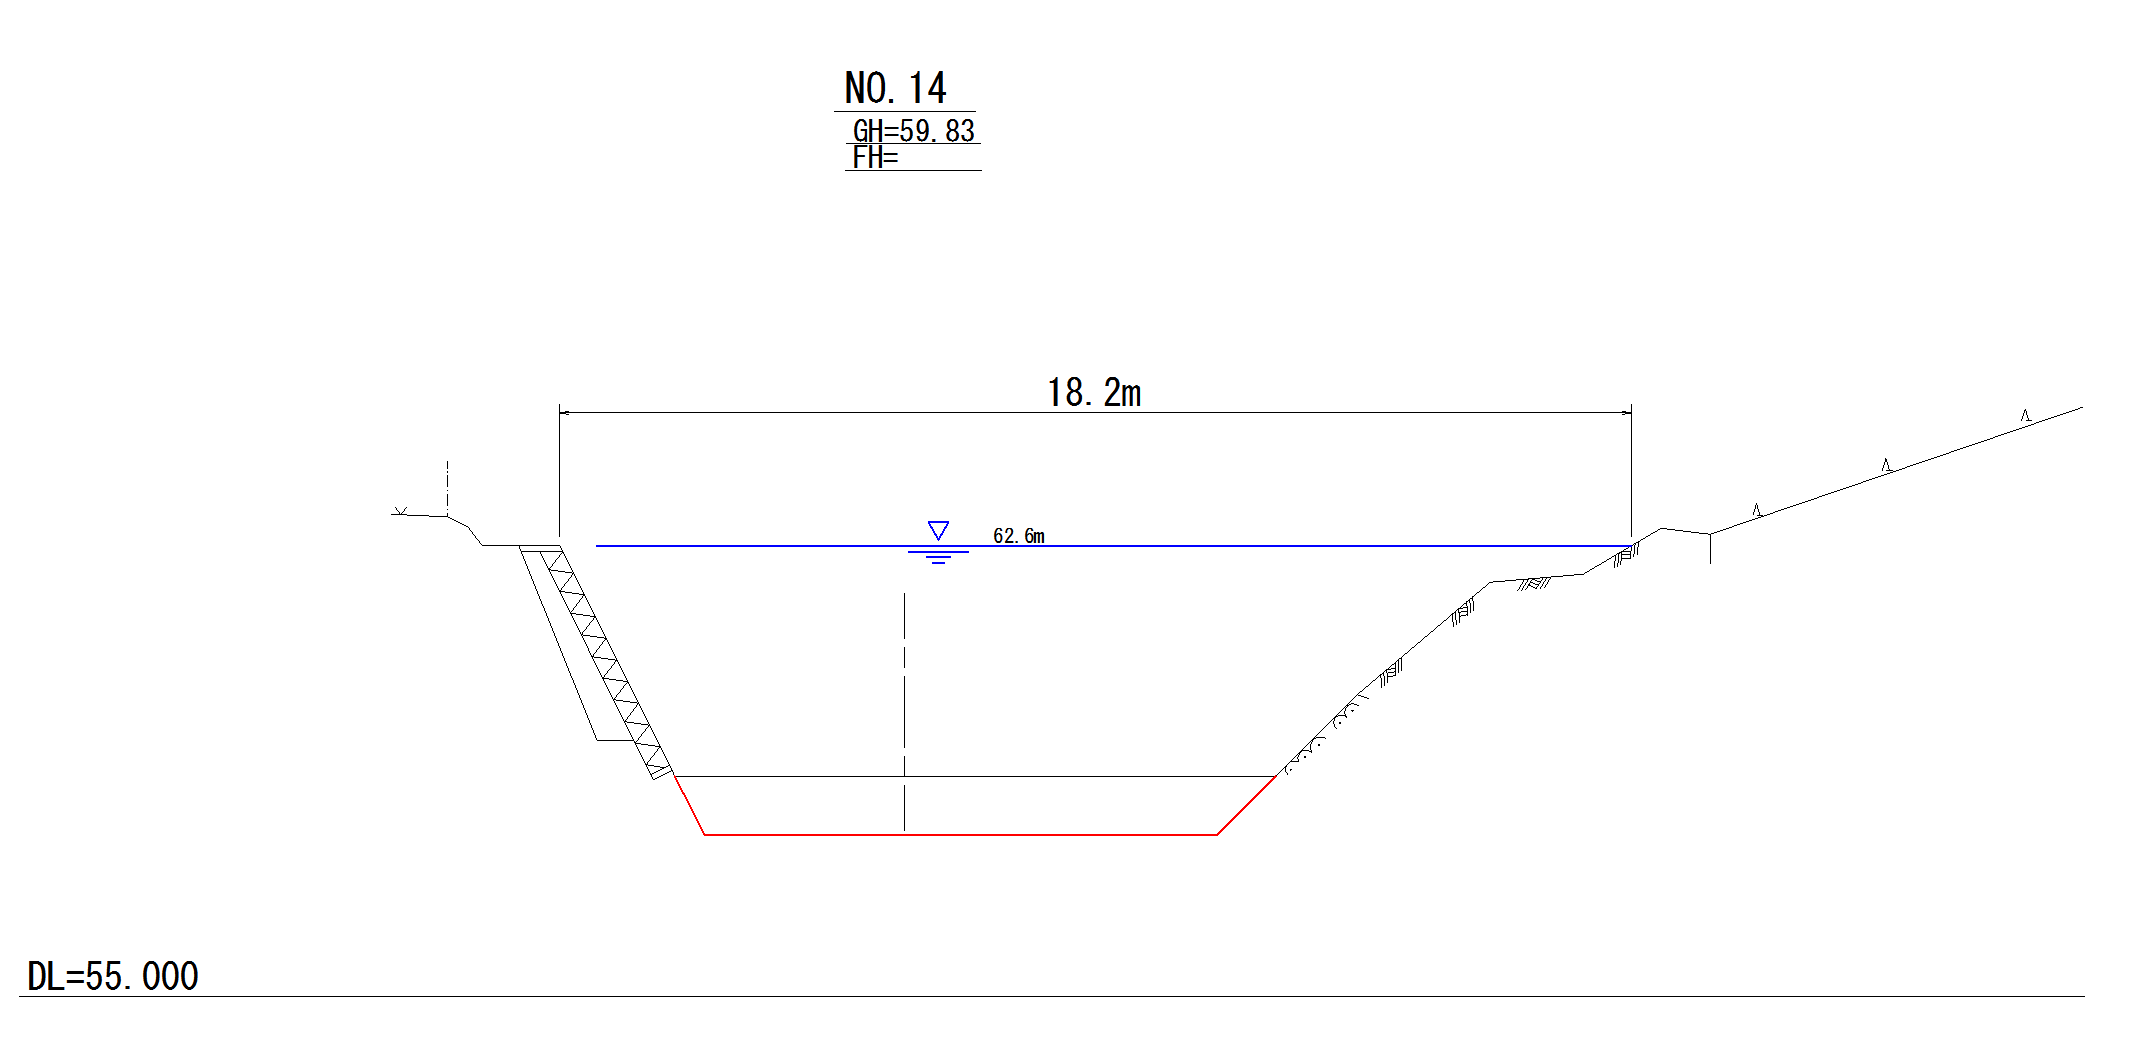 NO.14
GH=59.83
FH=
18.2m
62.6m
DL=55.000